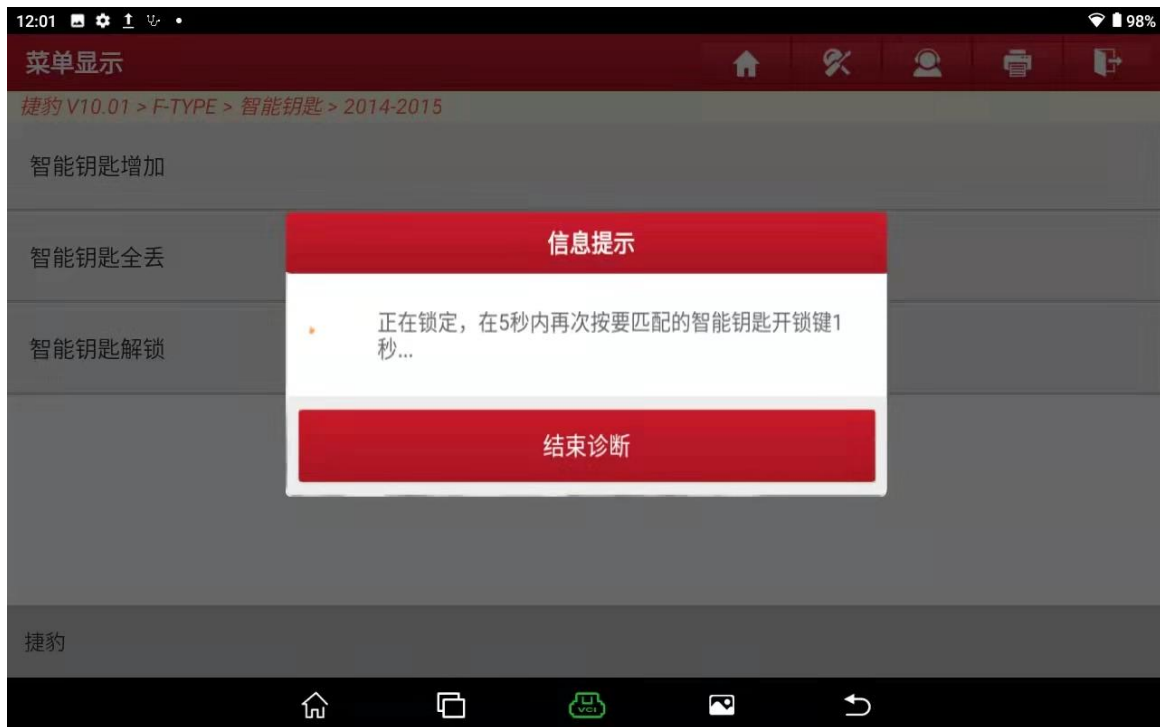 12:01
98%
菜单显示
捷豹 V10.01 > F-TYPE > 智能钥匙 > 2014-2015
智能钥匙增加
智能钥匙全丢
智能钥匙解锁
信息提示
正在锁定，在5秒内再次按要匹配的智能钥匙开锁键1
秒...
结束诊断
捷豹
VCI